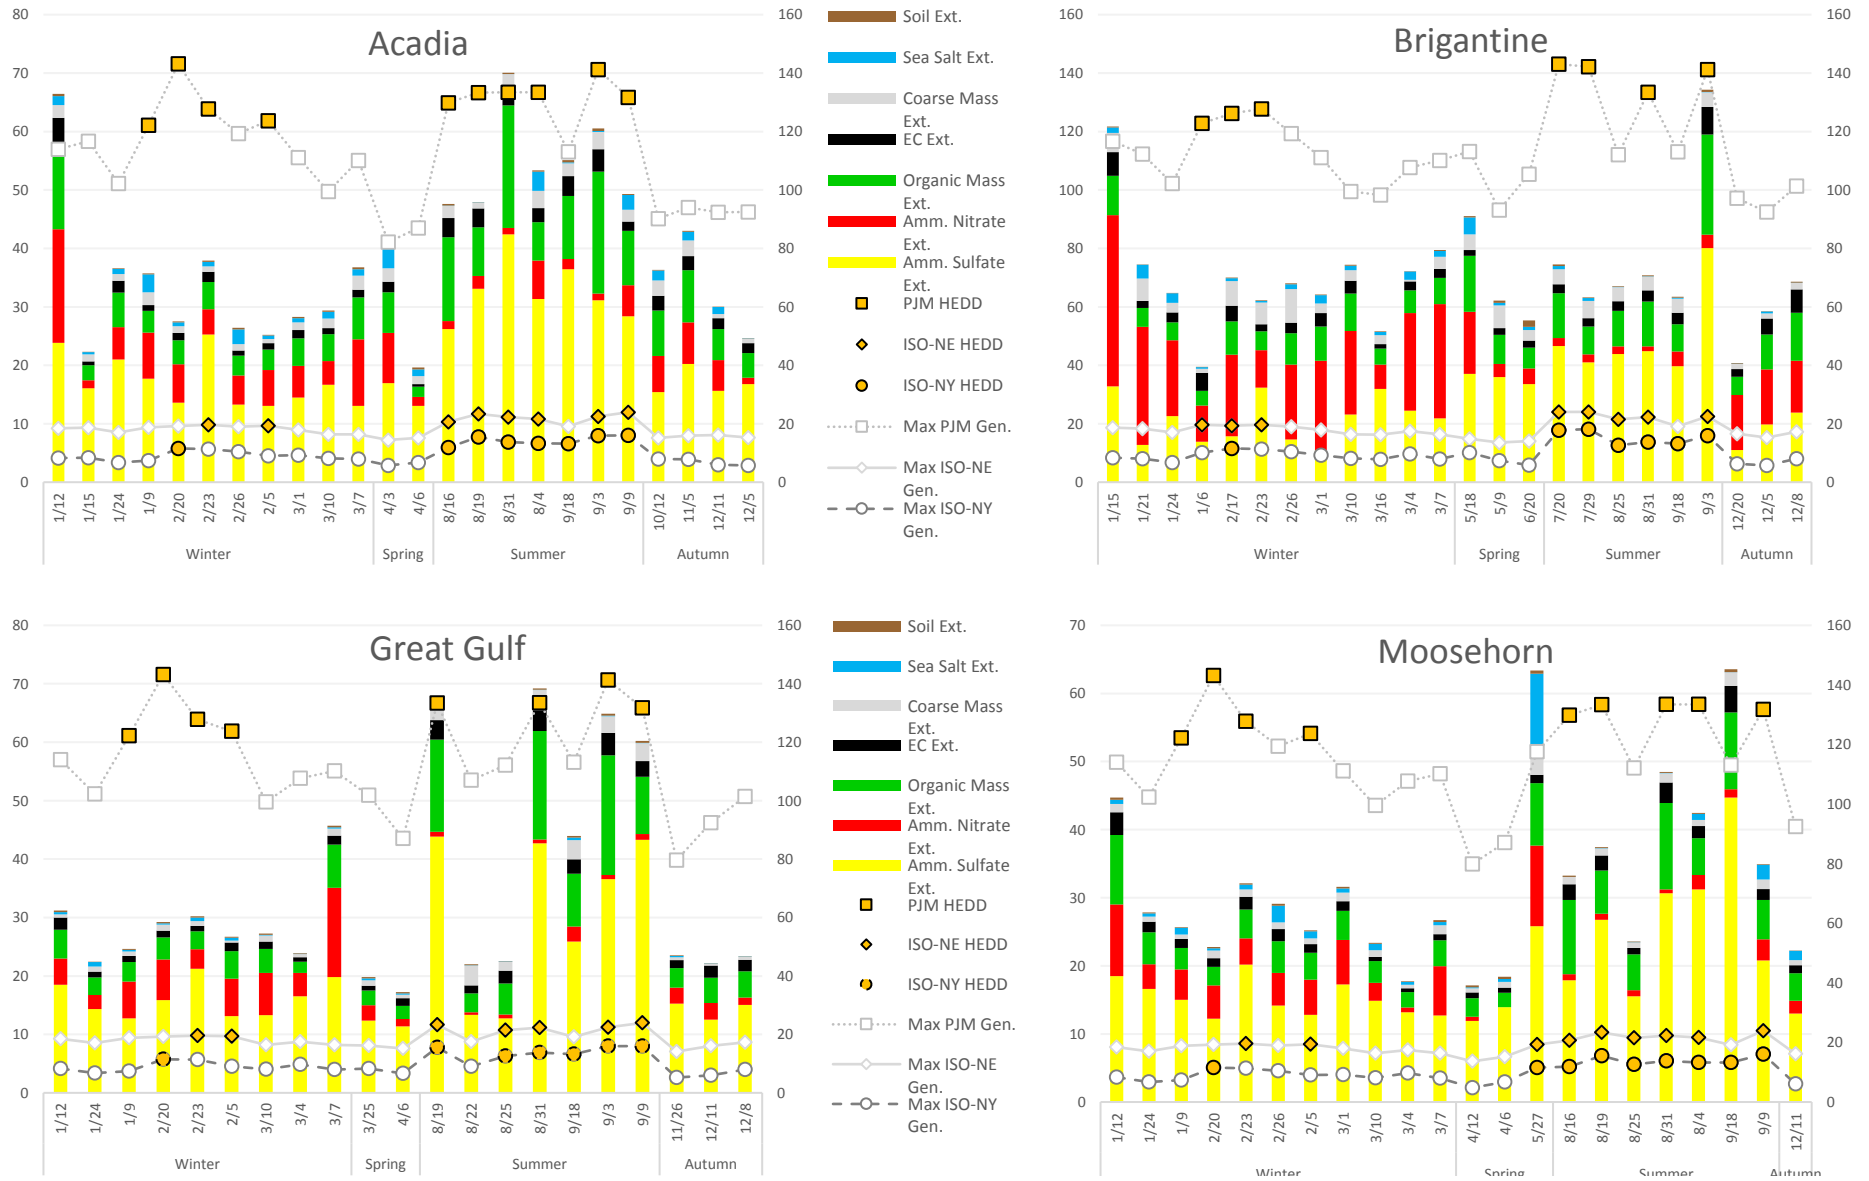 Acadia
80
70
60
50
40
30
20
10
0
160
140
120
100
80
60
40
20
0
1/12
1/15
1/24
1/9
2/20
2/23
2/26
2/5
3/1
3/10
3/7
4/3
4/6
8/16
8/19
8/31
8/4
9/18
9/3
9/9
10/12
11/5
12/11
12/5
Winter
Spring
Summer
Autumn
Soil Ext.
Sea Salt Ext.
Coarse Mass
Ext.
EC Ext.
Organic Mass
Ext.
Amm. Nitrate
Ext.
Amm. Sulfate
Ext.
PJM HEDD
ISO-NE HEDD
ISO-NY HEDD
Max PJM Gen.
Max ISO-NE
Gen.
Max ISO-NY
Gen.
Brigantine
160
140
120
100
80
60
40
20
0
160
140
120
100
80
60
40
20
0
1/15
1/21
1/24
1/6
2/17
2/23
2/26
3/1
3/10
3/16
3/4
3/7
5/18
5/9
6/20
7/20
7/29
8/25
8/31
9/18
9/3
12/20
12/5
12/8
Winter
Spring
Summer
Autumn
Great Gulf
80
70
60
50
40
30
20
10
0
160
140
120
100
80
60
40
20
0
1/12
1/24
1/9
2/20
2/23
2/5
3/10
3/4
3/7
3/25
4/6
8/19
8/22
8/25
8/31
9/18
9/3
9/9
11/26
12/11
12/8
Winter
Spring
Summer
Autumn
Soil Ext.
Sea Salt Ext.
Coarse Mass
Ext.
EC Ext.
Organic Mass
Ext.
Amm. Nitrate
Ext.
Amm. Sulfate
Ext.
PJM HEDD
ISO-NE HEDD
ISO-NY HEDD
Max PJM Gen.
Max ISO-NE
Gen.
Max ISO-NY
Gen.
Moosehorn
70
60
50
40
30
20
10
0
160
140
120
100
80
60
40
20
0
1/12
1/24
1/9
2/20
2/23
2/26
2/5
3/1
3/10
3/4
3/7
4/12
4/6
5/27
8/16
8/19
8/25
8/31
8/4
9/18
9/9
12/11
Winter
Spring
Summer
Autumn